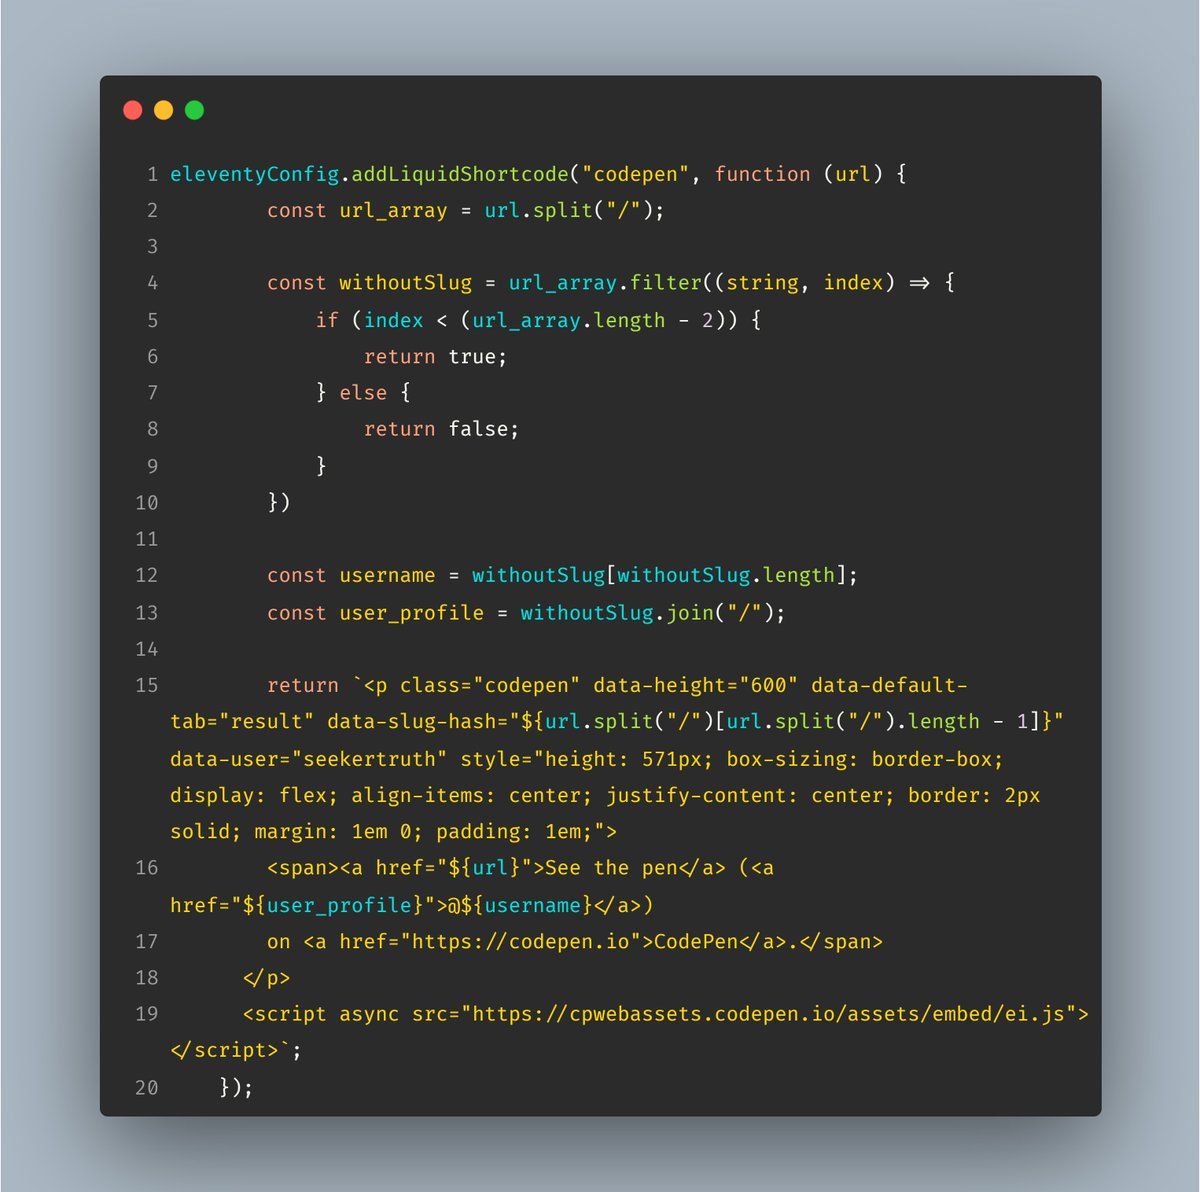 1 eleventyConfig.addLiquidShortcode("codepen", function (url) {
2 const url_array = url.split("/");
3
4 const withoutSlug = url_array.filter((string, index) => {
5 if (index < (url_array.length - 2)) {
6 return true;
7 } else {
8 return false;
9 }
10 })
11
12 const username = withoutSlug[withoutSlug.length];
13 const user_profile = withoutSlug.join("/");
14
15 return `<p class="codepen" data-height="600" data-default-
tab="result" data-slug-hash="${url.split("/")[url.split("/").length - 1]}"
data-user="seekertruth" style="height: 571px; box-sizing: border-box;
display: flex; align-items: center; justify-content: center; border: 2px
solid; margin: 1em 0; padding: 1em;">
16 <span><a href="${url}">See the pen</a> (<a
href="${user_profile}">@${username}</a>)
17 on <a href="https://codepen.io">CodePen</a>.</span>
18 </p>
19 <script async src="https://cpwebassets.codepen.io/assets/embed/ei.js">
</script>`;
20 });